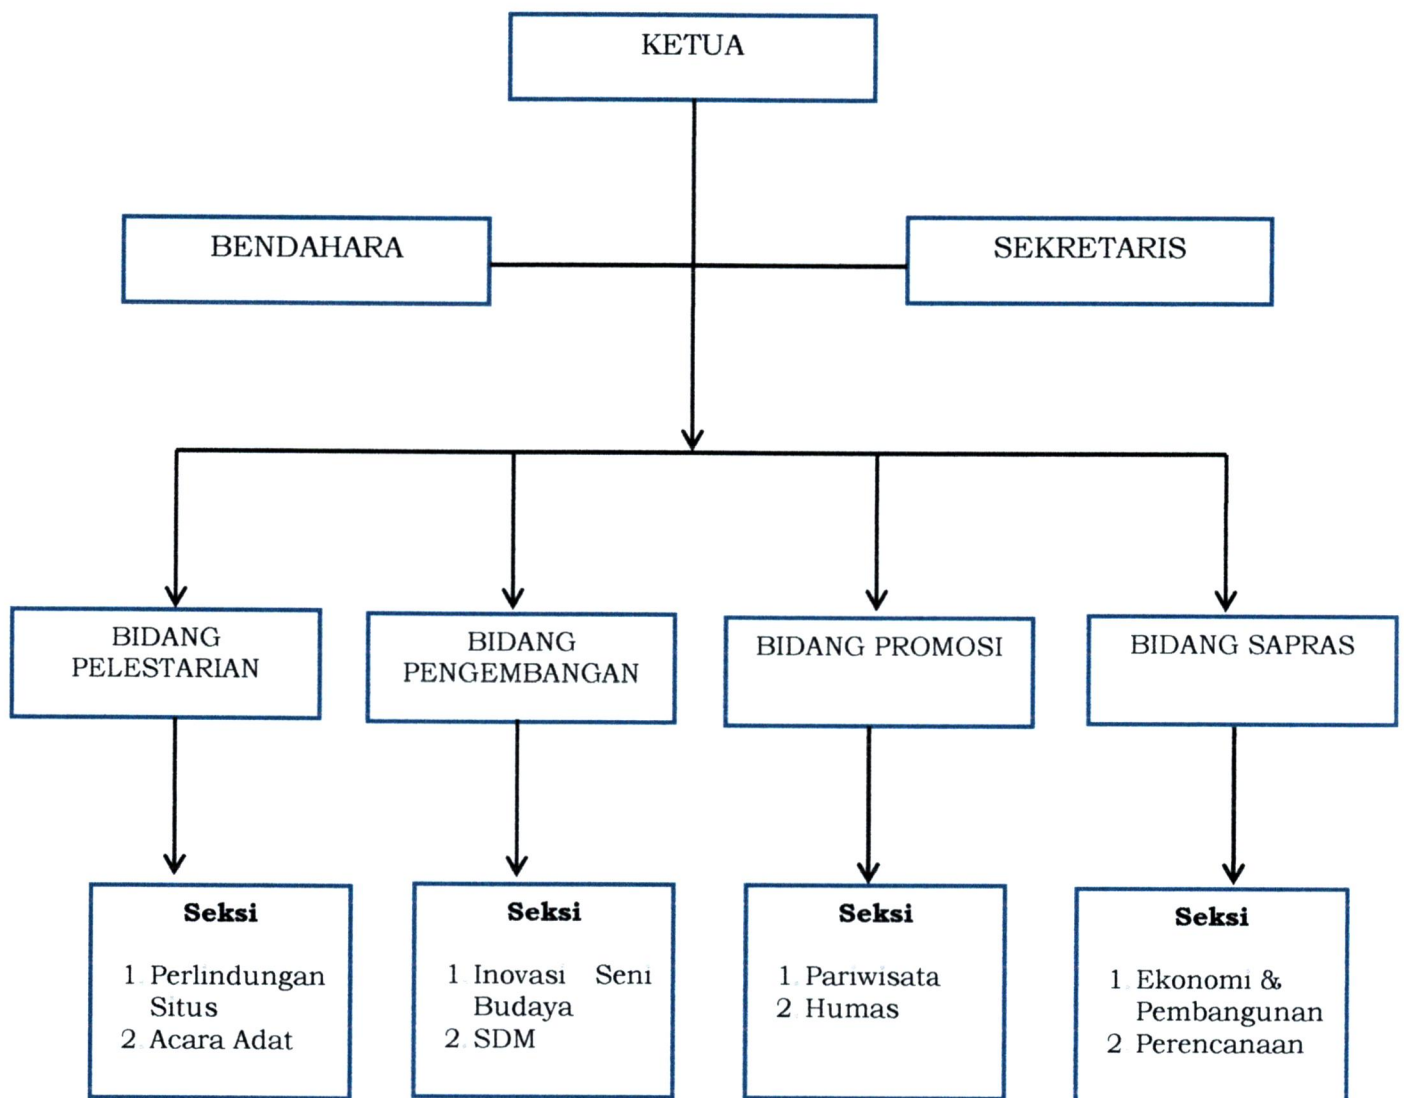 KETUA
BENDAHARA
SEKRETARIS
BIDANG
PELESTARIAN
BIDANG
PENGEMBANGAN
BIDANG PROMOSI
BIDANG SAPRAS
Seksi
1. Perlindungan
Situs
2. Acara Adat
Seksi
1. Inovasi Seni
Budaya
2. SDM
Seksi
1. Pariwisata
2 Humas
Seksi
1. Ekonomi &
Pembangunan
2 Perencanaan